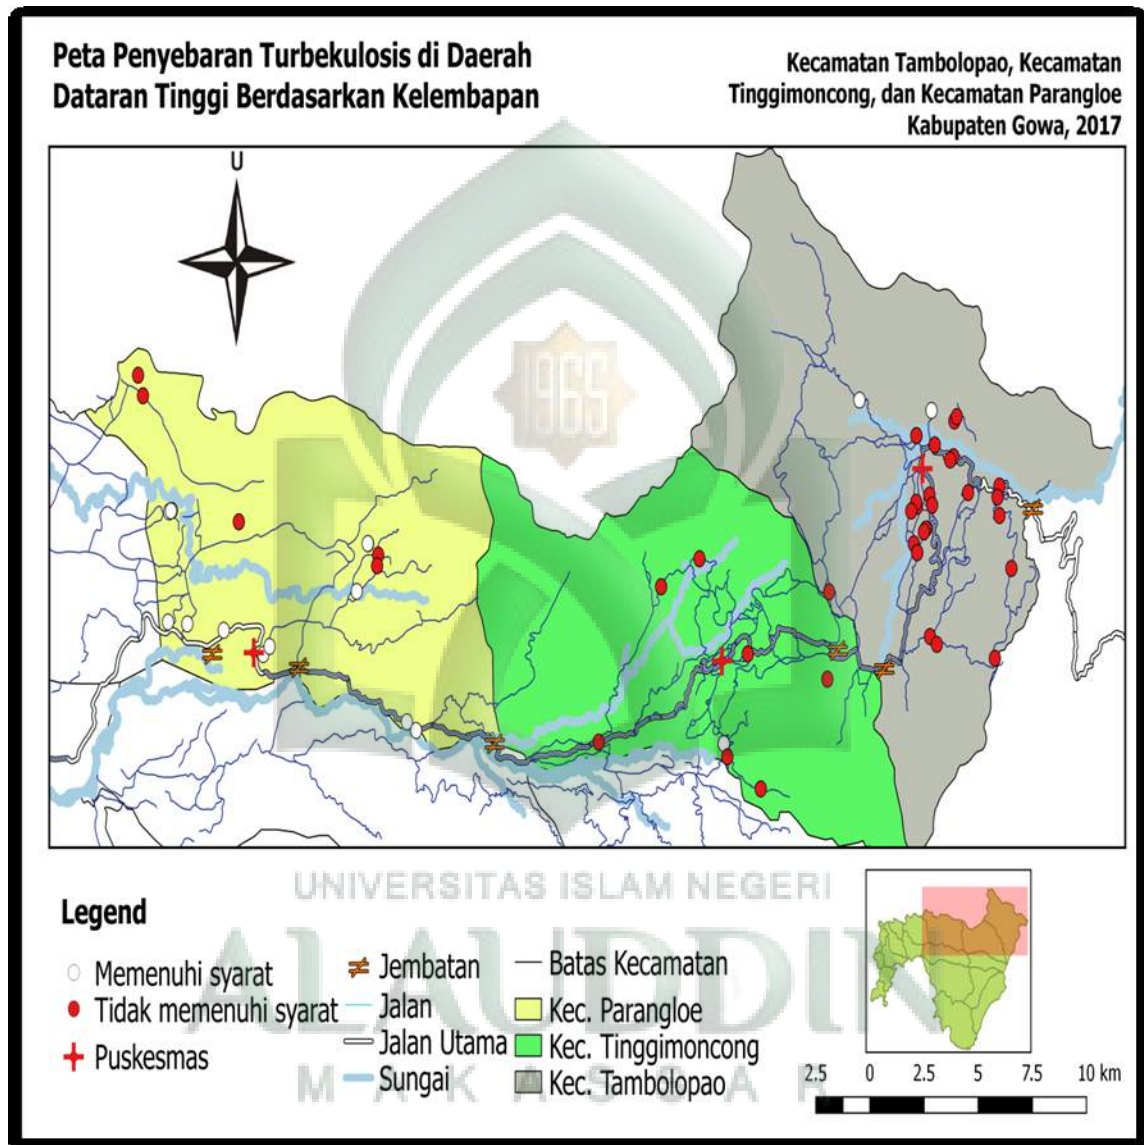 Peta Penyebaran Turbekulosis di Daerah
Dataran Tinggi Berdasarkan Kelembapan
Kecamatan Tambolopao, Kecamatan
Tinggimoncong, dan Kecamatan Parangloe
Kabupaten Gowa, 2017
U
1965
UNIVERSITAS ISLAM NEGERI
ALAUDDIN
MAKASSAR
Legend
Memenuhi syarat
Tidak memenuhi syarat
Puskesmas
Jembatan
Jalan
Jalan Utama
Sungai
Batas Kecamatan
Kec. Parangloe
Kec. Tinggimoncong
Kec. Tambolopao
2.5 0 2.5 5 7.5 10 km